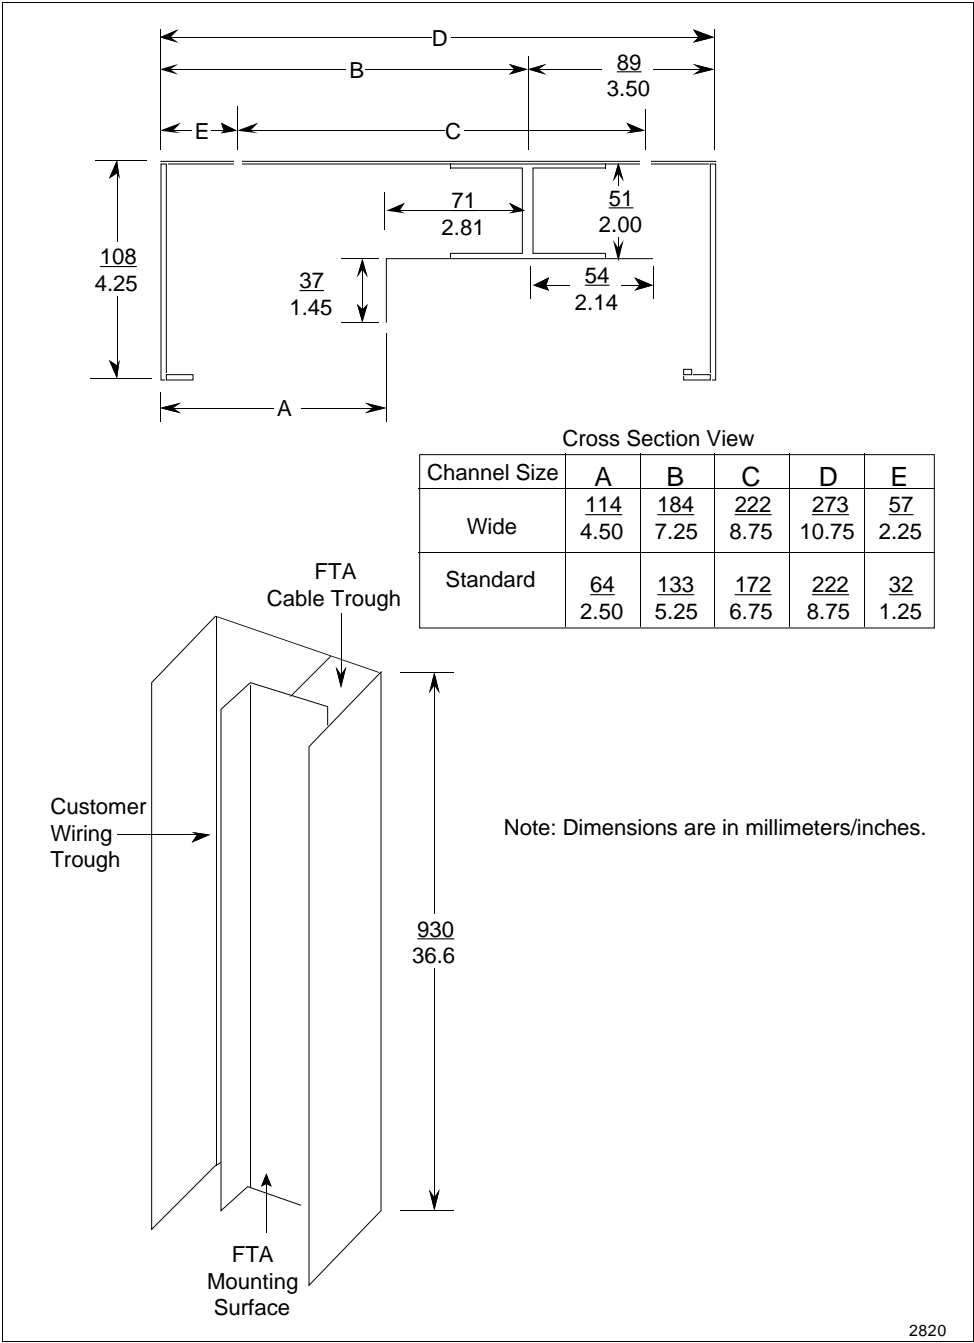 D
B
89
3.50
E
C
71
2.81
51
2.00
108
4.25
37
1.45
54
2.14
A
Cross Section View
Channel Size A B C D E
Wide
114 184 222 273 57
4.50 7.25 8.75 10.75 2.25
Standard
64 133 172 222 32
2.50 5.25 6.75 8.75 1.25
FTA
Cable Trough
Customer
Wiring
Trough
Note: Dimensions are in millimeters/inches.
930
36.6
FTA
Mounting
Surface
2820